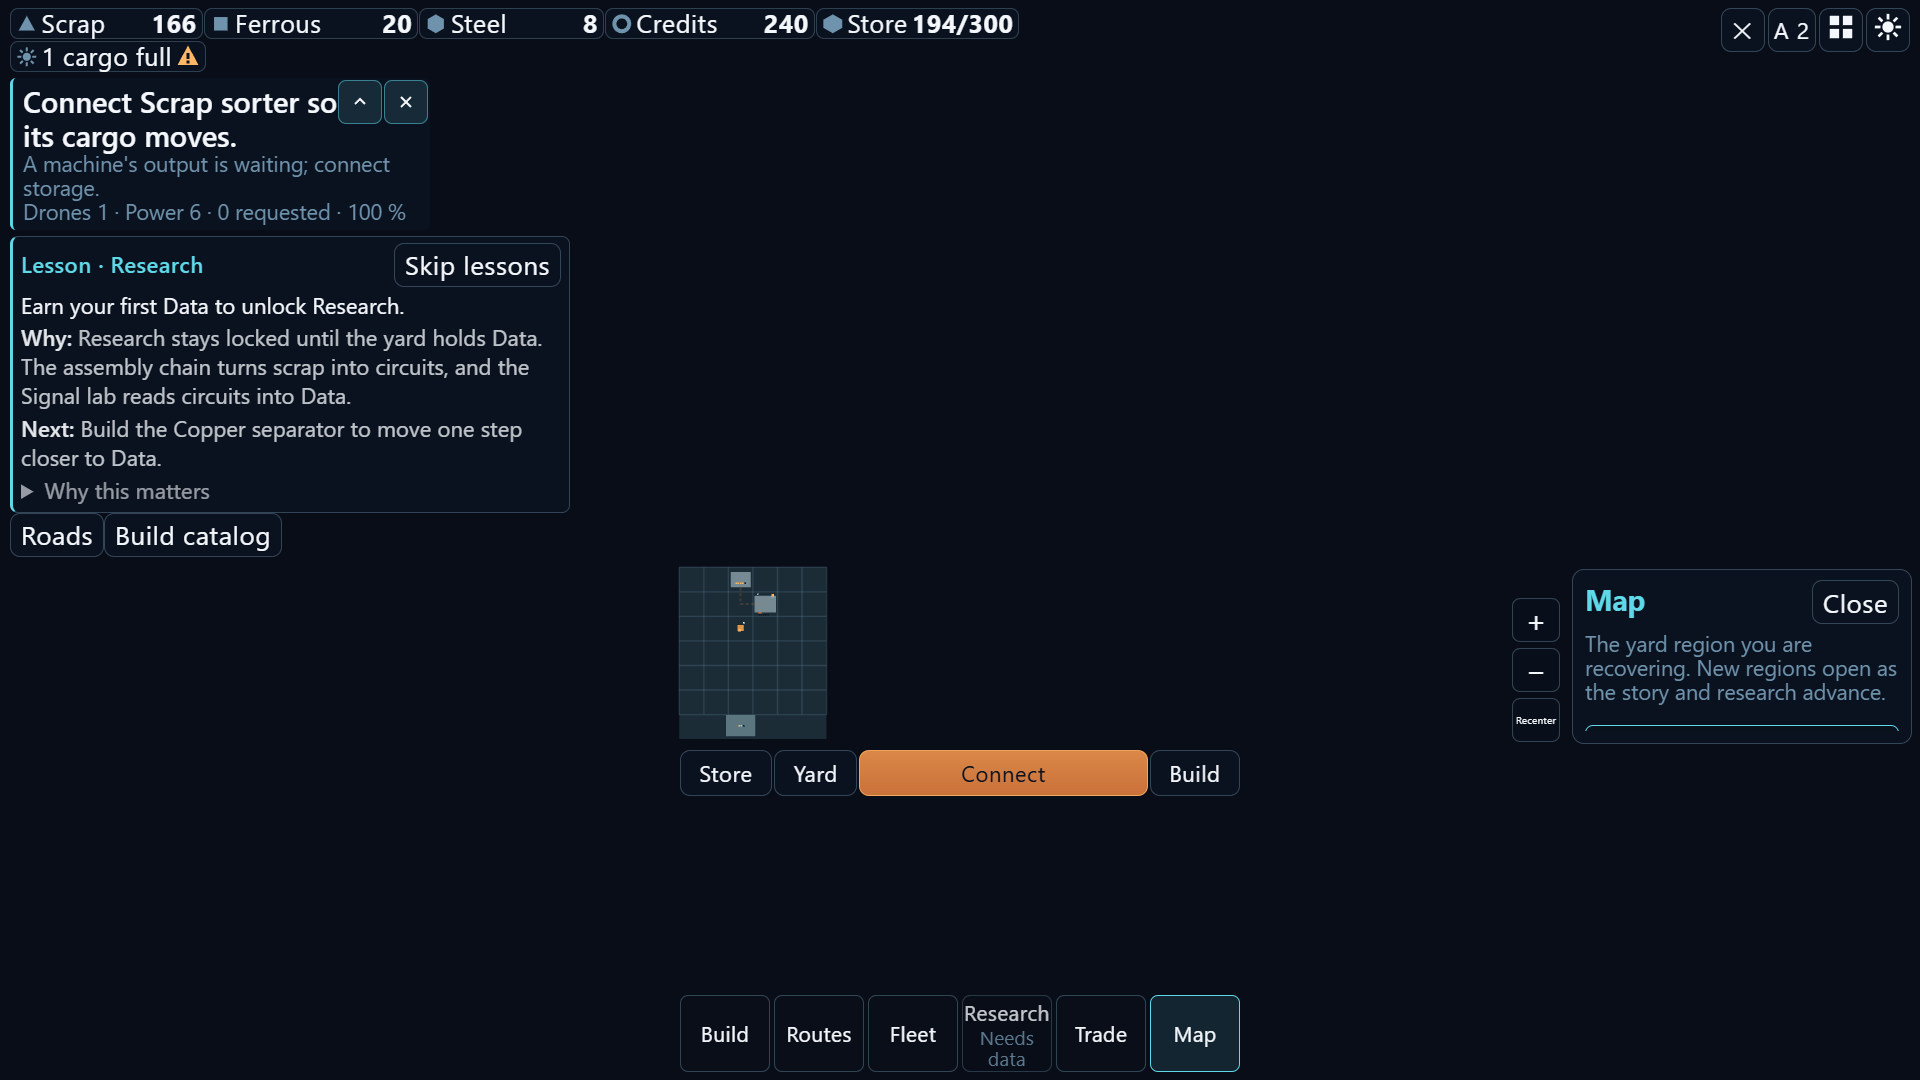 Scrap 166
Ferrous 20
Steel 8
Credits 240
Store 194/300
A 2
1 cargo full
Connect Scrap sorter so
its cargo moves.
A machine's output is waiting; connect
storage.
Drones 1 · Power 6 · 0 requested · 100 %
Lesson · Research
Skip lessons
Earn your first Data to unlock Research.
Why: Research stays locked until the yard holds Data.
The assembly chain turns scrap into circuits, and the
Signal lab reads circuits into Data.
Next: Build the Copper separator to move one step
closer to Data.
Why this matters
Roads
Build catalog
+
−
Recenter
Map
Close
The yard region you are
recovering. New regions open as
the story and research advance.
Store
Yard
Connect
Build
Build
Routes
Fleet
Research
Needs
data
Trade
Map